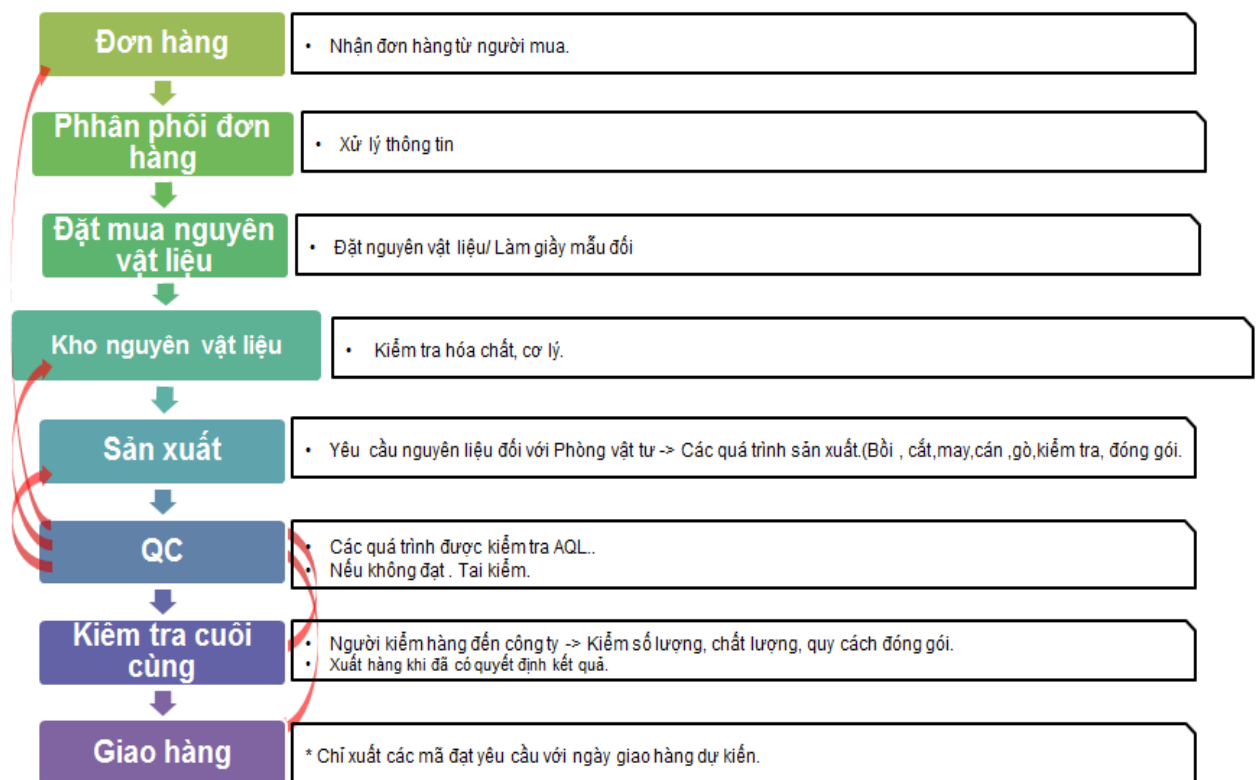 Đơn hàng
• Nhận đơn hàng từ người mua.
Phhân phối đơn
hàng
• Xử lý thông tin
Đặt mua nguyên
vật liệu
• Đặt nguyên vật liệu/ Làm giầy mẫu đối
Kho nguyên vật liệu
• Kiểm tra hóa chất, cơ lý.
Sản xuất
• Yêu cầu nguyên liệu đối với Phòng vật tư -> Các quá trình sản xuất.(Bồi , cắt,may,cán ,gò,kiểm tra, đóng gói.
QC
• Các quá trình được kiểm tra AQL..
• Nếu không đạt . Tai kiểm.
Kiểm tra cuối
cùng
• Người kiểm hàng đến công ty -> Kiểm số lượng, chất lượng, quy cách đóng gói.
• Xuất hàng khi đã có quyết định kết quả.
Giao hàng
* Chỉ xuất các mã đạt yêu cầu với ngày giao hàng dự kiến.